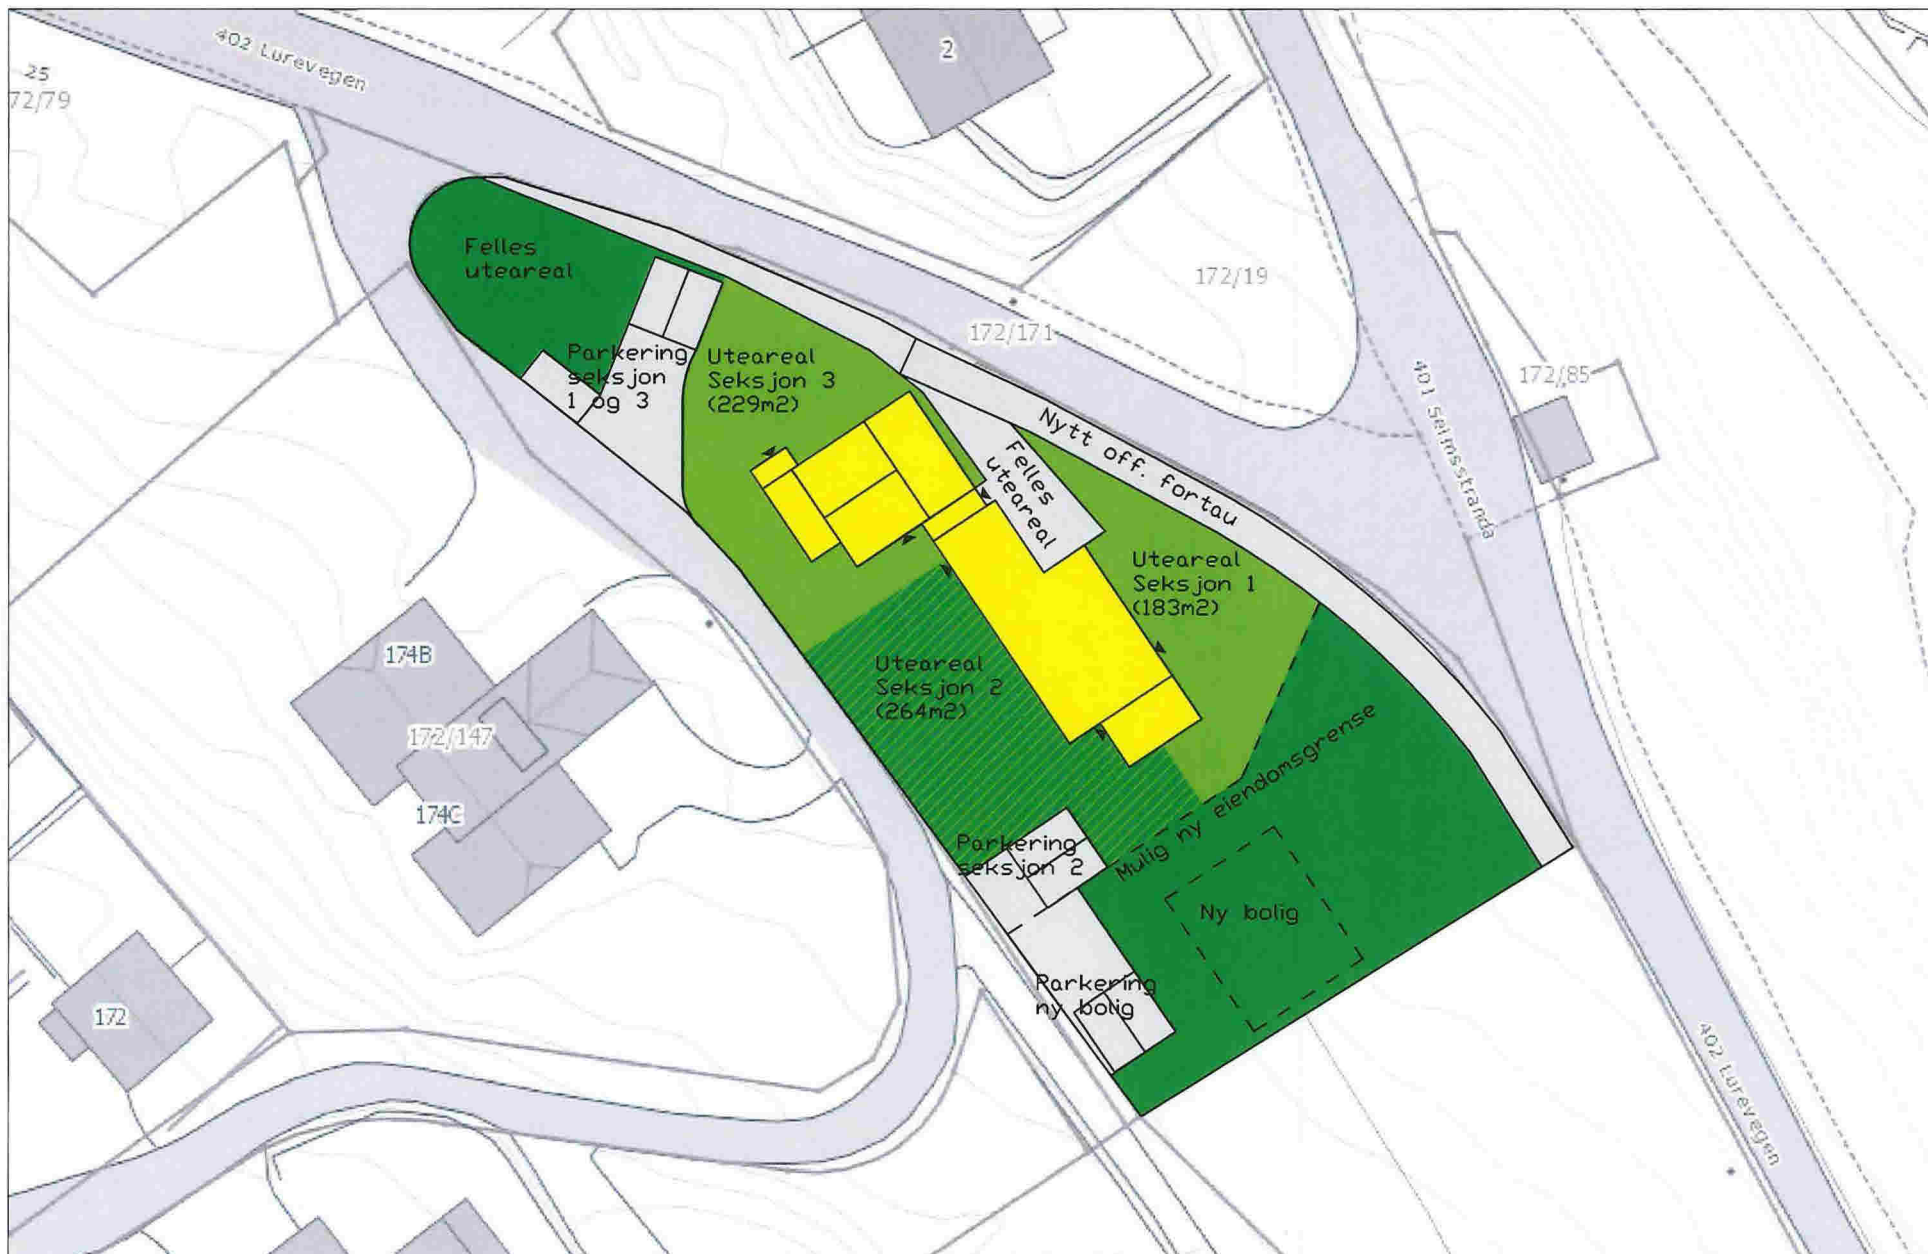 402 Lurevegen
2
25
72/79
Felles
uteareal
172/19
172/171
Parkering
seksjon
1 og 3
Uteareal
Seksjon 3
(229m2)
172/85
401 Seimsstranda
Nytt off. fortau
Felles
uteareal
Uteareal
Seksjon 1
(183m2)
174B
Uteareal
Seksjon 2
(264m2)
172/147
174C
Mulig ny eiendomsgrense
Parkering
seksjon 2
Ny bolig
Parkering
ny bolig
172
402 Lurevegen